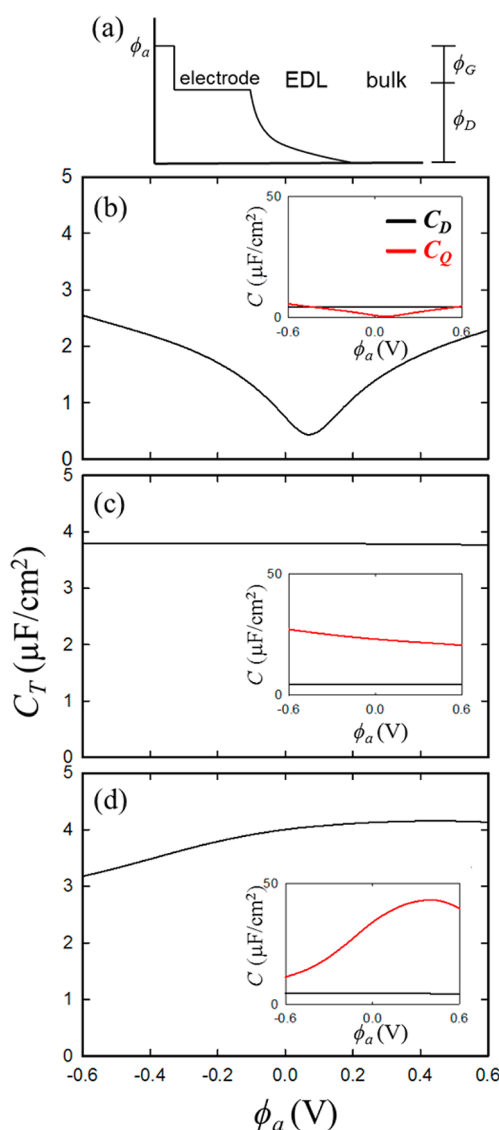 (a)
ϕa
electrode EDL bulk
ϕG
ϕD
(b)
5
4
3
2
1
0
50
0
C (μF/cm²)
CD
CQ
-0.6 0.0 0.6
ϕa (V)
(c)
5
4
3
2
1
0
50
0
C (μF/cm²)
-0.6 0.0 0.6
ϕa (V)
CT (μF/cm²)
(d)
5
4
3
2
1
0
50
0
C (μF/cm²)
-0.6 0.0 0.6
ϕa (V)
-0.6 -0.4 -0.2 0.0 0.2 0.4 0.6
ϕa (V)